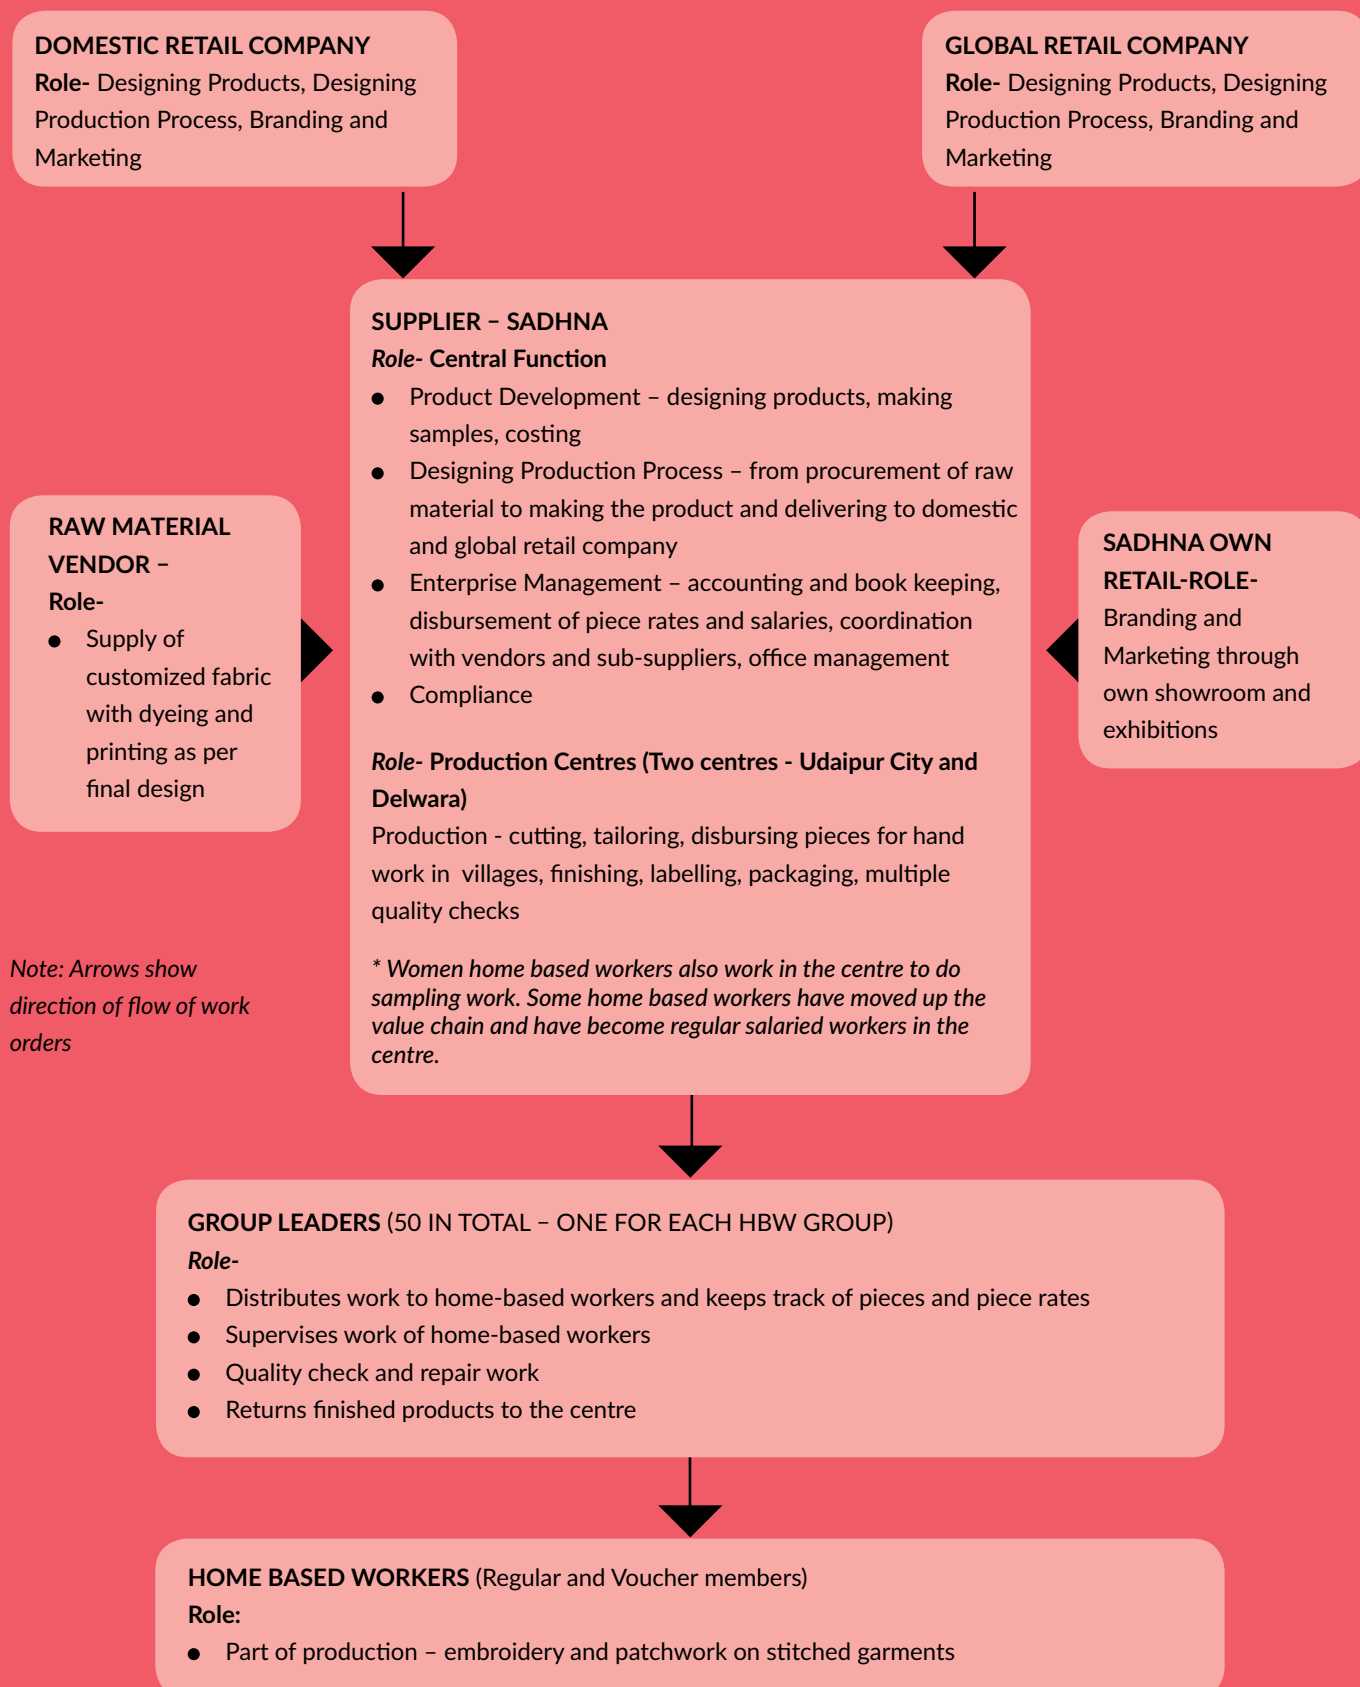 DOMESTIC RETAIL COMPANY
Role- Designing Products, Designing
Production Process, Branding and
Marketing
GLOBAL RETAIL COMPANY
Role- Designing Products, Designing
Production Process, Branding and
Marketing
SUPPLIER – SADHNA
Role- Central Function
● Product Development – designing products, making
samples, costing
● Designing Production Process – from procurement of raw
material to making the product and delivering to domestic
and global retail company
● Enterprise Management – accounting and book keeping,
disbursement of piece rates and salaries, coordination
with vendors and sub-suppliers, office management
● Compliance
Role- Production Centres (Two centres - Udaipur City and
Delwara)
Production - cutting, tailoring, disbursing pieces for hand
work in villages, finishing, labelling, packaging, multiple
quality checks
* Women home based workers also work in the centre to do
sampling work. Some home based workers have moved up the
value chain and have become regular salaried workers in the
centre.
RAW MATERIAL
VENDOR –
Role-
● Supply of
customized fabric
with dyeing and
printing as per
final design
SADHNA OWN
RETAIL-ROLE-
Branding and
Marketing through
own showroom and
exhibitions
Note: Arrows show
direction of flow of work
orders
GROUP LEADERS (50 IN TOTAL – ONE FOR EACH HBW GROUP)
Role-
● Distributes work to home-based workers and keeps track of pieces and piece rates
● Supervises work of home-based workers
● Quality check and repair work
● Returns finished products to the centre
HOME BASED WORKERS (Regular and Voucher members)
Role:
● Part of production – embroidery and patchwork on stitched garments